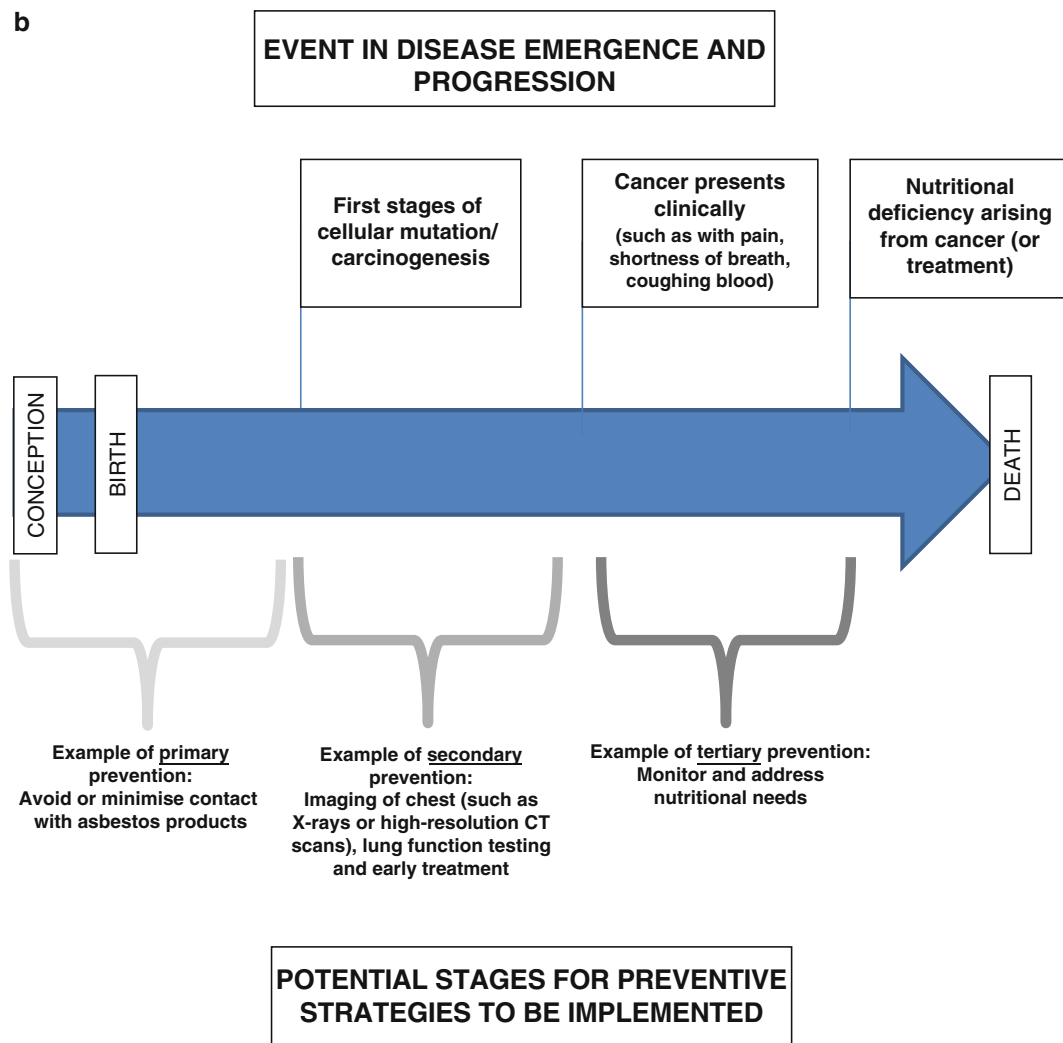 b
EVENT IN DISEASE EMERGENCE AND
PROGRESSION
First stages of
cellular mutation/
carcinogenesis
Cancer presents
clinically
(such as with pain,
shortness of breath,
coughing blood)
Nutritional
deficiency arising
from cancer (or
treatment)
CONCEPTION
BIRTH
DEATH
Example of primary
prevention:
Avoid or minimise contact
with asbestos products
Example of secondary
prevention:
Imaging of chest (such as
X-rays or high-resolution CT
scans), lung function testing
and early treatment
Example of tertiary prevention:
Monitor and address
nutritional needs
POTENTIAL STAGES FOR PREVENTIVE
STRATEGIES TO BE IMPLEMENTED